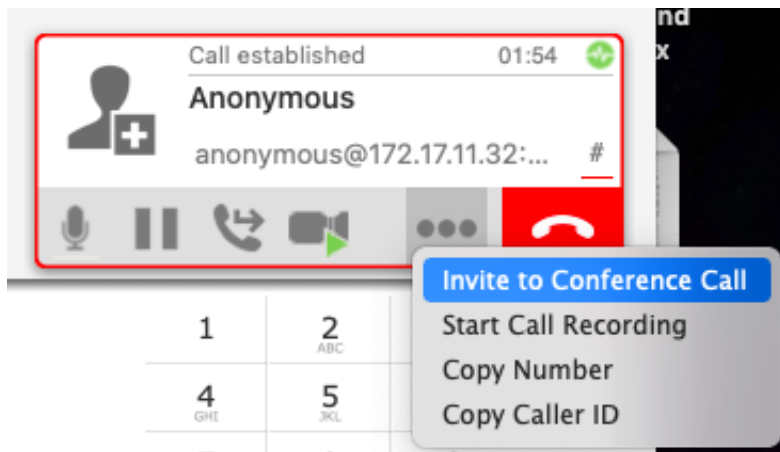 nd
x
Call established 01:54
Anonymous
anonymous@172.17.11.32:... #
Invite to Conference Call
Start Call Recording
Copy Number
Copy Caller ID
1
2
ABC
4
GHI
5
JKL